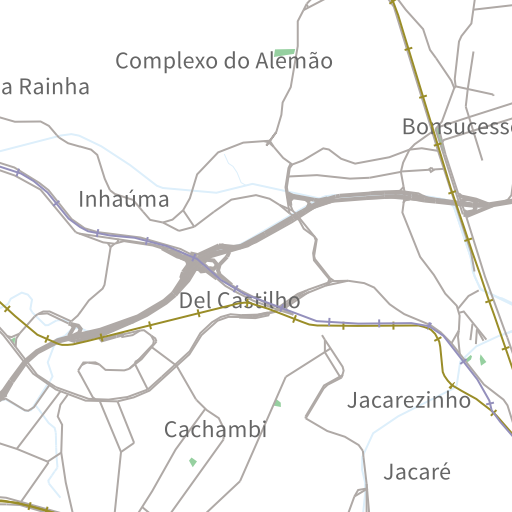 Complexo do Alemão
a Rainha
Bonsucesso
Inhaúma
Del Castilho
Jacarezinho
Cachambi
Jacaré